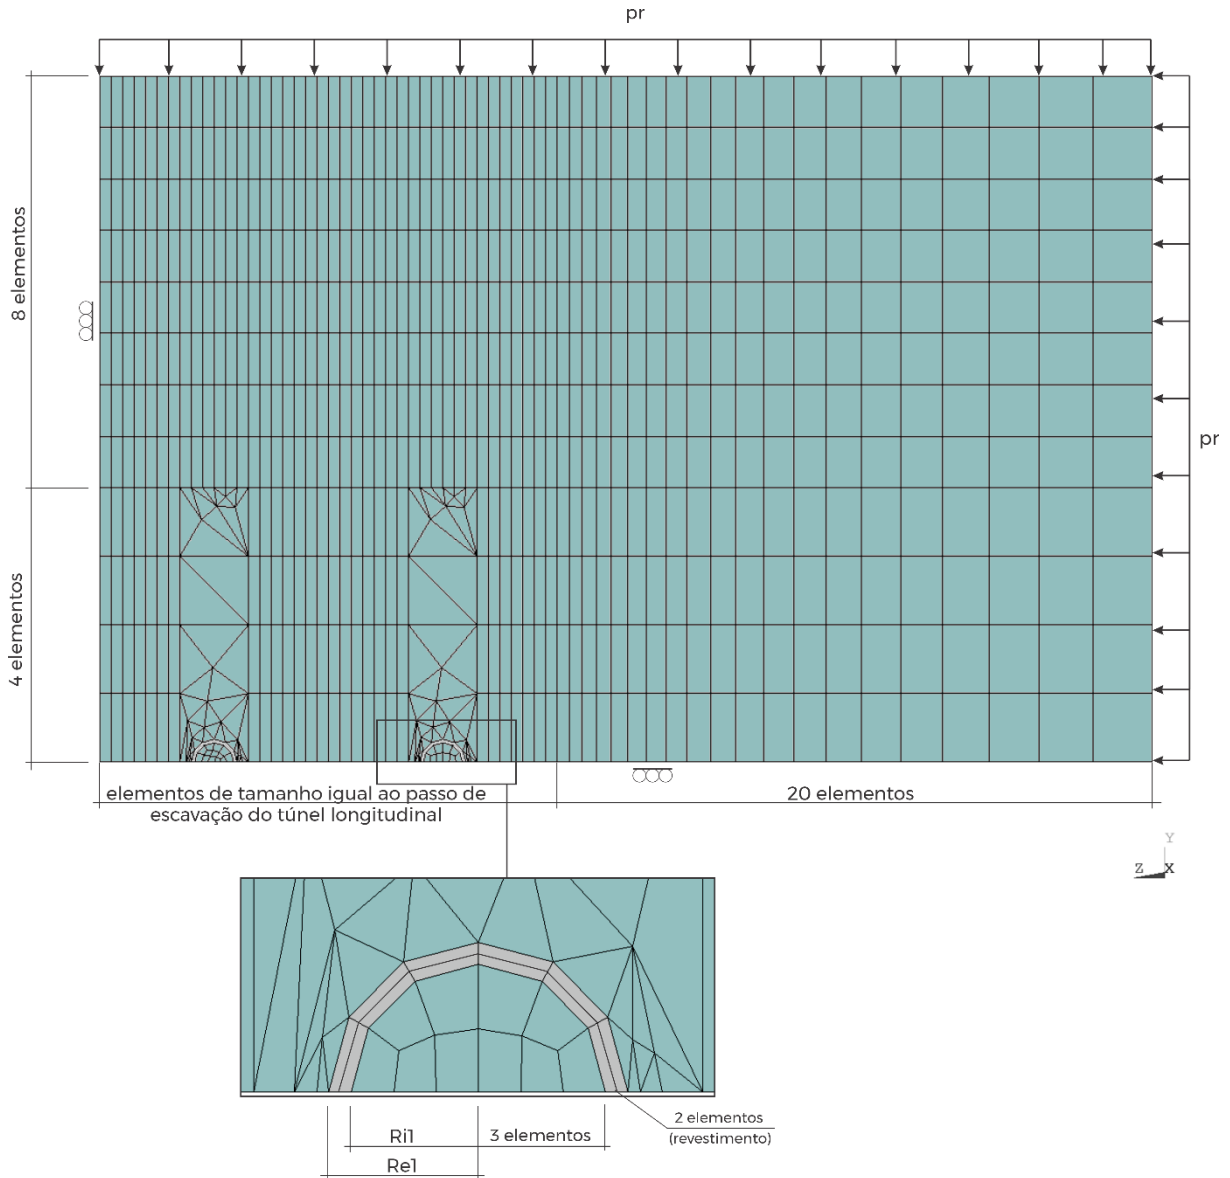 pr
8 elementos
pr
4 elementos
elementos de tamanho igual ao passo de
escavação do túnel longitudinal
20 elementos
Y
Z
X
2 elementos
(revestimento)
Ri1
3 elementos
Re1